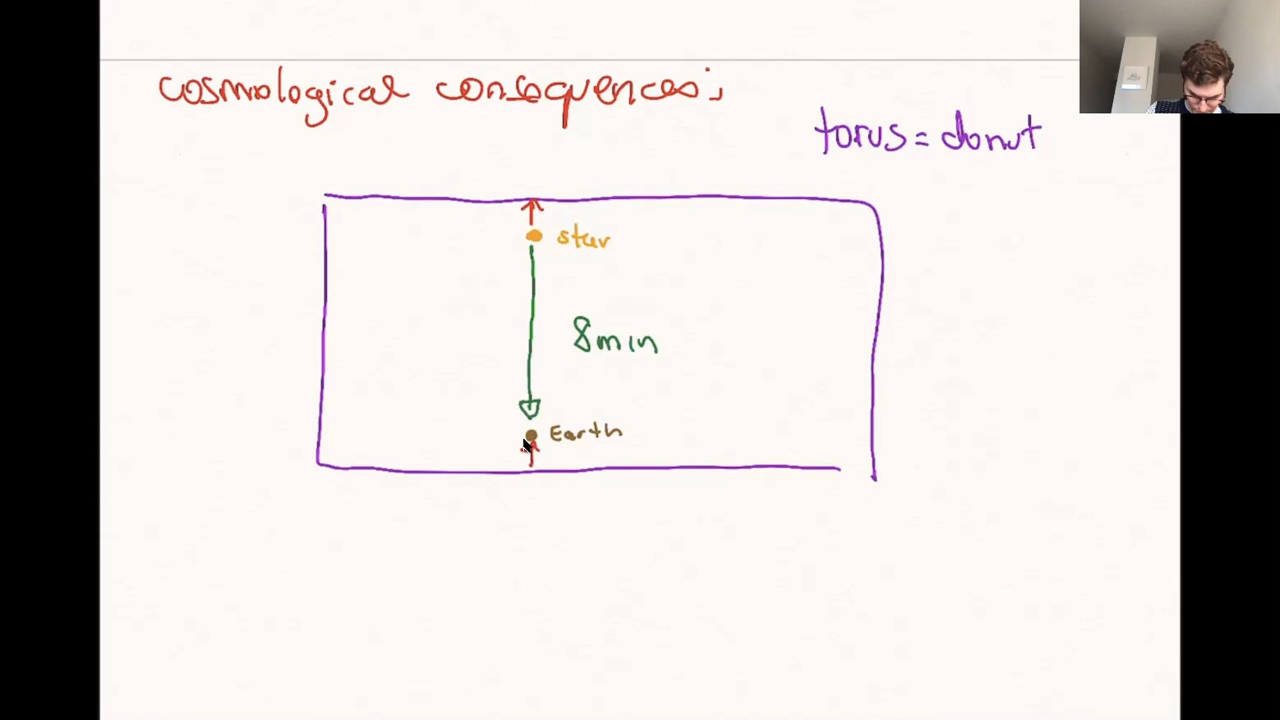 cosmological consequences:
torus = donut
star
8min
Earth